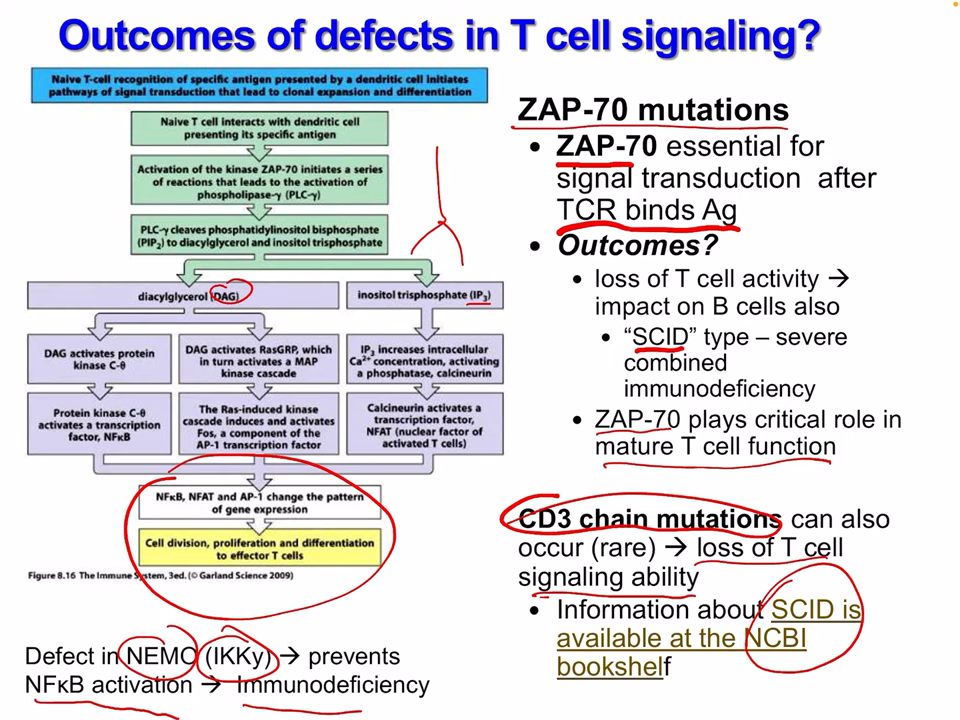 Outcomes of defects in T cell signaling?
Naive T-cell recognition of specific antigen presented by a dendritic cell initiates
pathways of signal transduction that lead to clonal expansion and differentiation
Naive T cell interacts with dendritic cell
presenting its specific antigen
Activation of the kinase ZAP-70 initiates a series
of reactions that leads to the activation of
phospholipase-γ (PLC-γ)
PLC-γ cleaves phosphatidylinositol bisphosphate
(PIP₂) to diacylglycerol and inositol trisphosphate
diacylglycerol (DAG)
inositol trisphosphate (IP₃)
DAG activates protein
kinase C-θ
DAG activates RasGRP, which
in turn activates a MAP
kinase cascade
IP₃ increases intracellular
Ca²⁺ concentration, activating
a phosphatase, calcineurin
Protein kinase C-θ
activates a transcription
factor, NFκB
The Ras-induced kinase
cascade induces and activates
Fos, a component of the
AP-1 transcription factor
Calcineurin activates a
transcription factor,
NFAT (nuclear factor of
activated T cells)
NFκB, NFAT and AP-1 change the pattern
of gene expression
Cell division, proliferation and differentiation
to effector T cells
Figure 8.16 The Immune System, 3ed. (© Garland Science 2009)
Defect in NEMO (IKKy) → prevents
NFκB activation → Immunodeficiency
ZAP-70 mutations
• ZAP-70 essential for
signal transduction after
TCR binds Ag
• Outcomes?
• loss of T cell activity →
impact on B cells also
• “SCID” type – severe
combined
immunodeficiency
• ZAP-70 plays critical role in
mature T cell function
CD3 chain mutations can also
occur (rare) → loss of T cell
signaling ability
• Information about SCID is
available at the NCBI
bookshelf